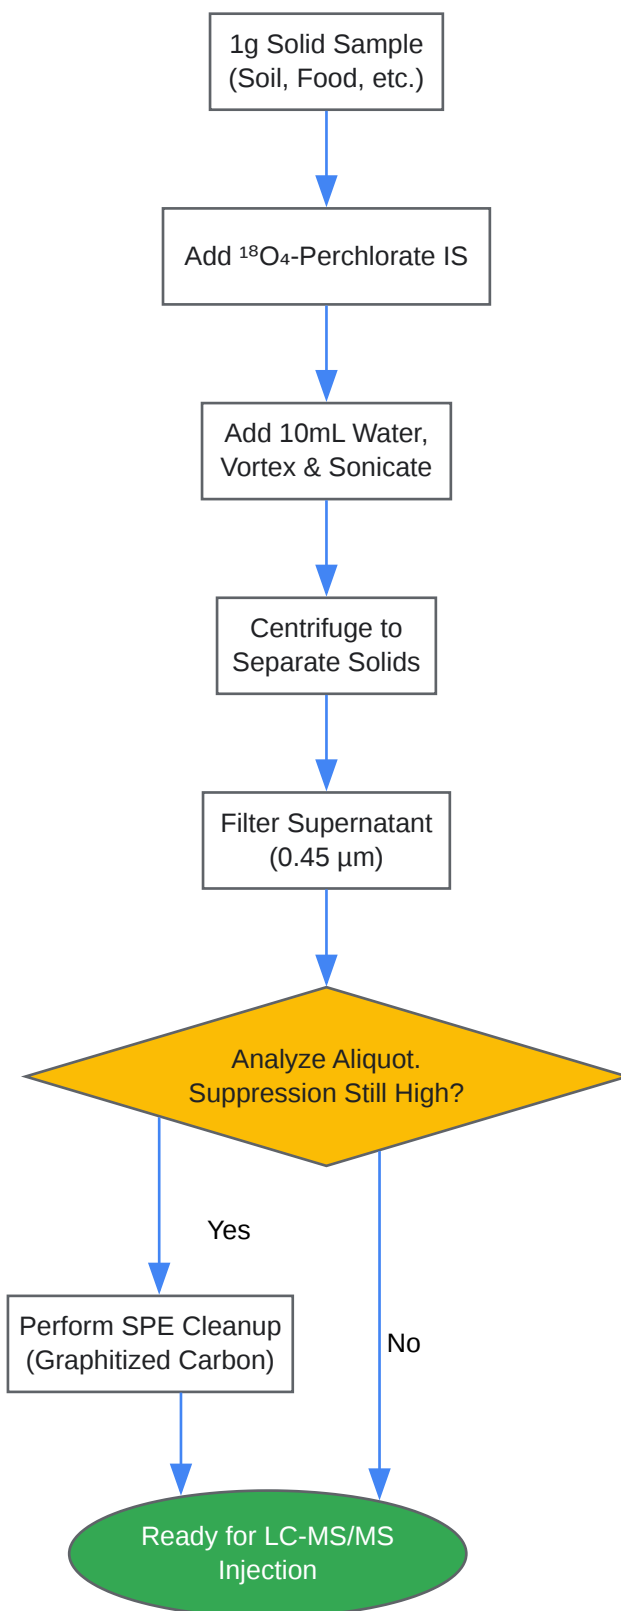 1g Solid Sample
(Soil, Food, etc.)
Add ¹⁸O₄-Perchlorate IS
Add 10mL Water,
Vortex & Sonicate
Centrifuge to
Separate Solids
Filter Supernatant
(0.45 µm)
Analyze Aliquot.
Suppression Still High?
Yes
Perform SPE Cleanup
(Graphitized Carbon)
No
Ready for LC-MS/MS
Injection